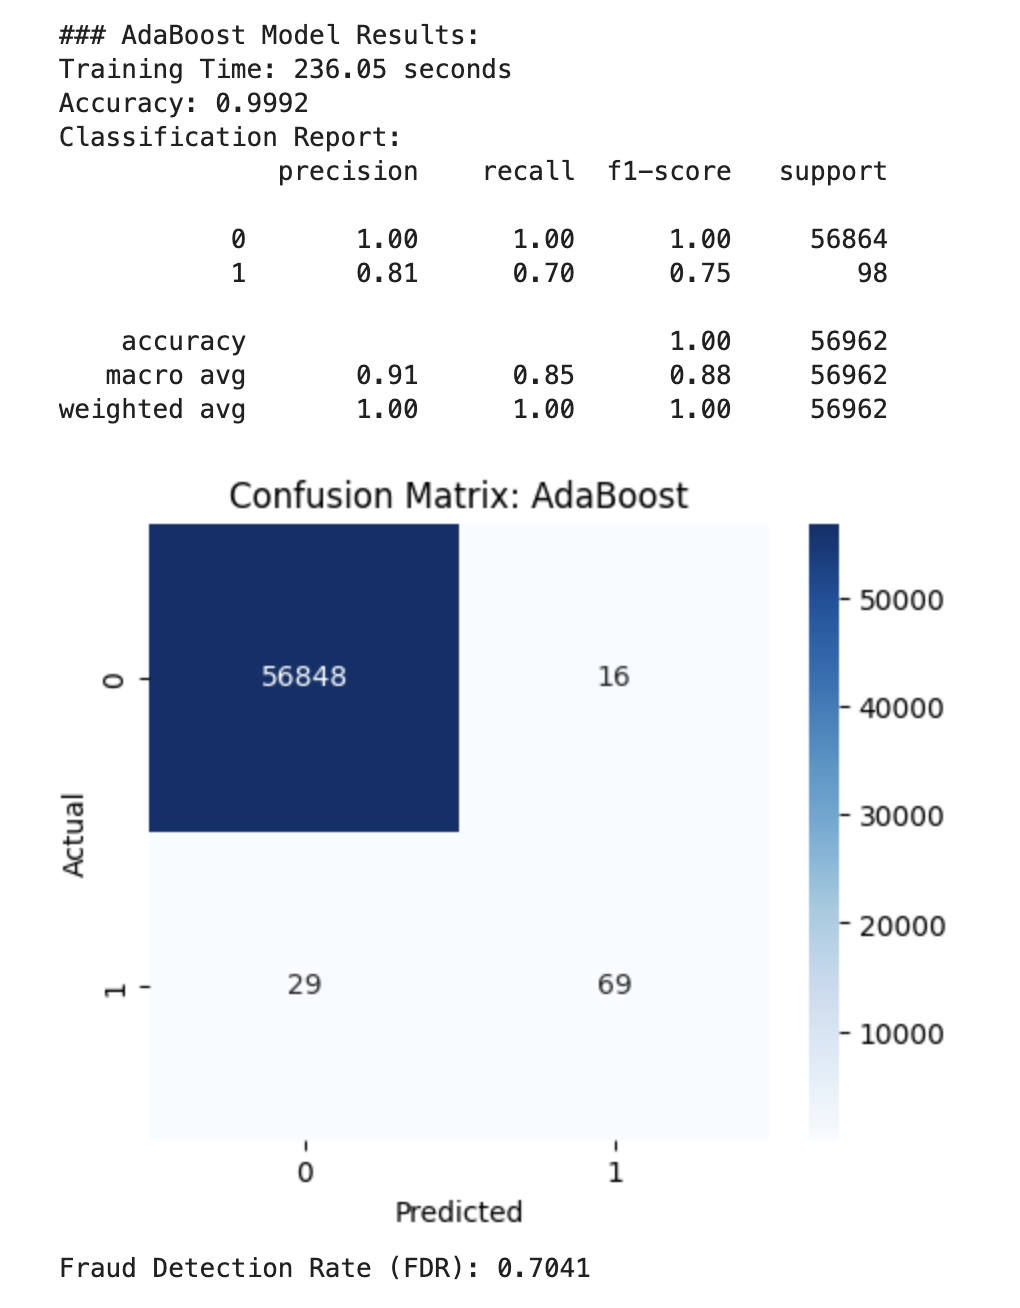 ### AdaBoost Model Results:
Training Time: 236.05 seconds
Accuracy: 0.9992
Classification Report:
precision recall f1-score support
0 1.00 1.00 1.00 56864
1 0.81 0.70 0.75 98
accuracy 1.00 56962
macro avg 0.91 0.85 0.88 56962
weighted avg 1.00 1.00 1.00 56962
Confusion Matrix: AdaBoost
50000
0 56848 16
40000
30000
Actual
20000
1 29 69
10000
0 1
Predicted
Fraud Detection Rate (FDR): 0.7041